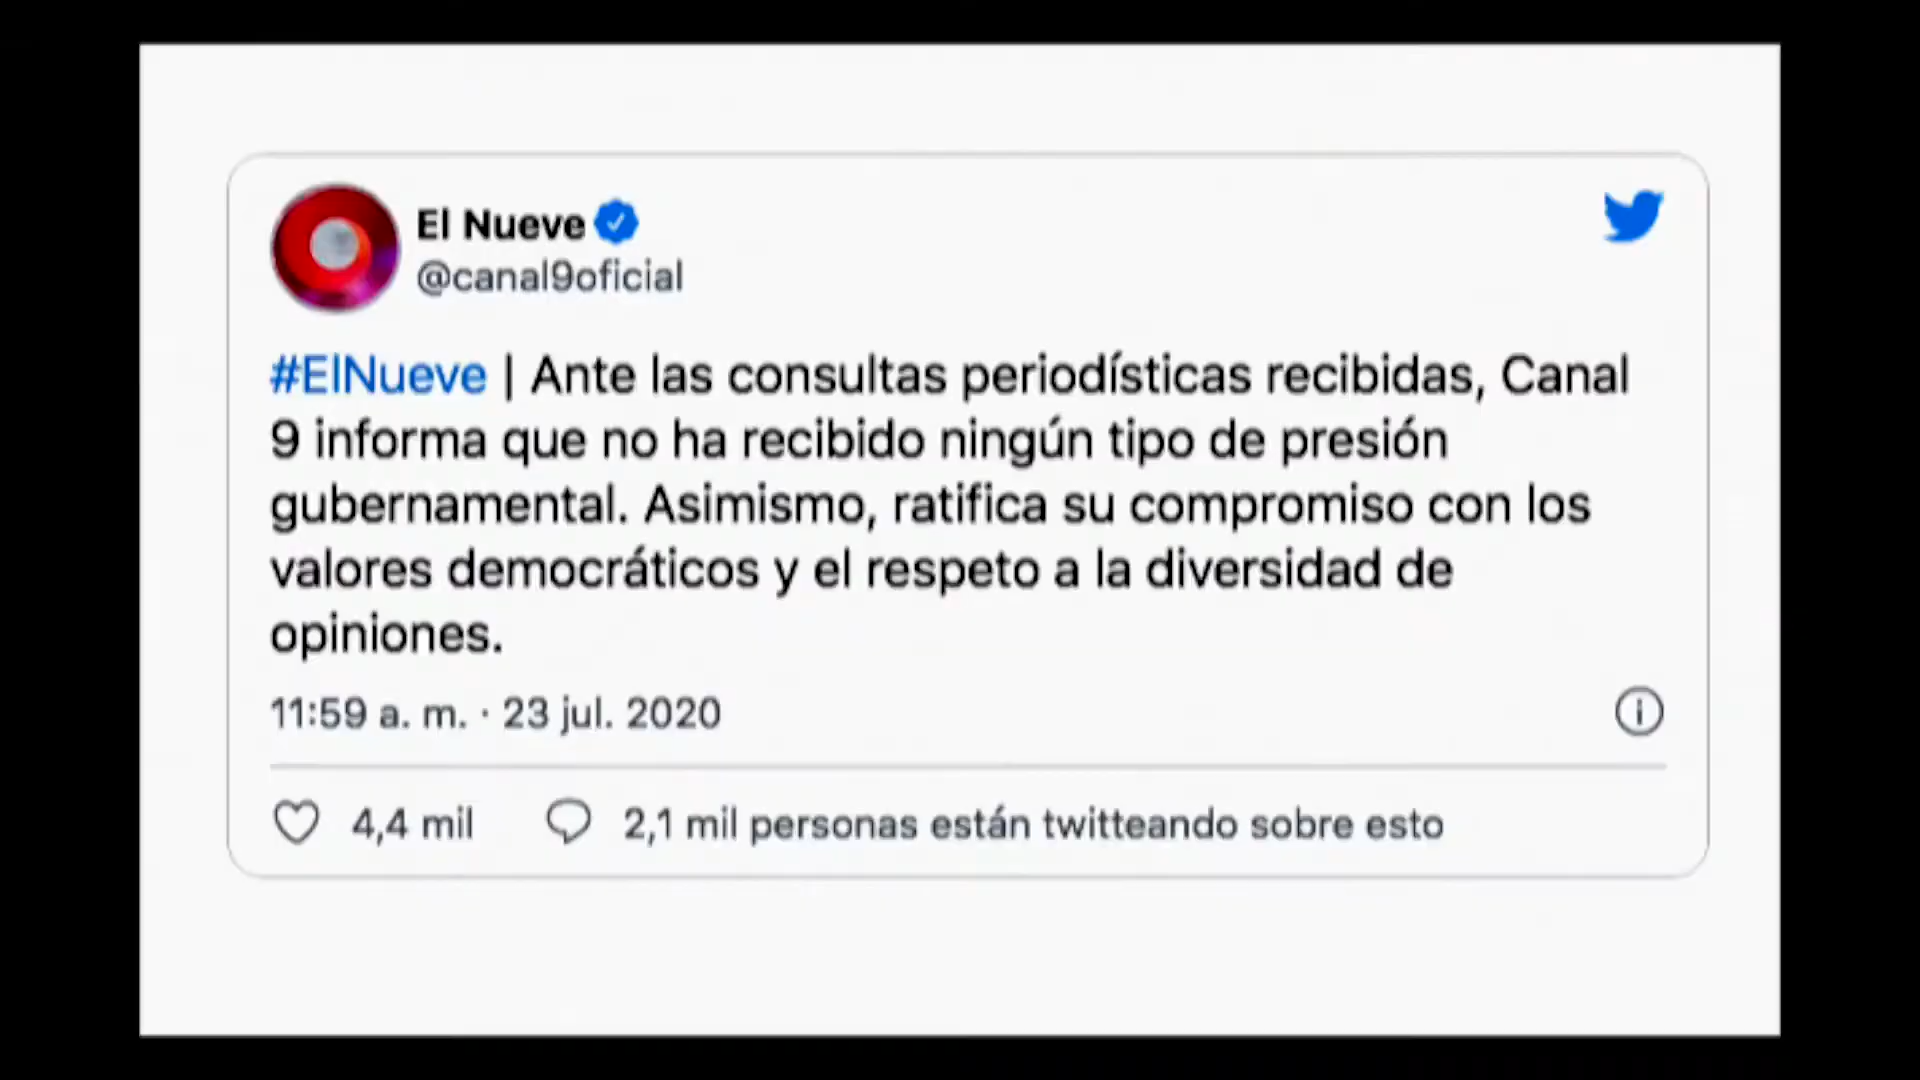 El Nueve
@canal9oficial
#ElNueve | Ante las consultas periodísticas recibidas, Canal
9 informa que no ha recibido ningún tipo de presión
gubernamental. Asimismo, ratifica su compromiso con los
valores democráticos y el respeto a la diversidad de
opiniones.
11:59 a. m. · 23 jul. 2020
4,4 mil 2,1 mil personas están twitteando sobre esto